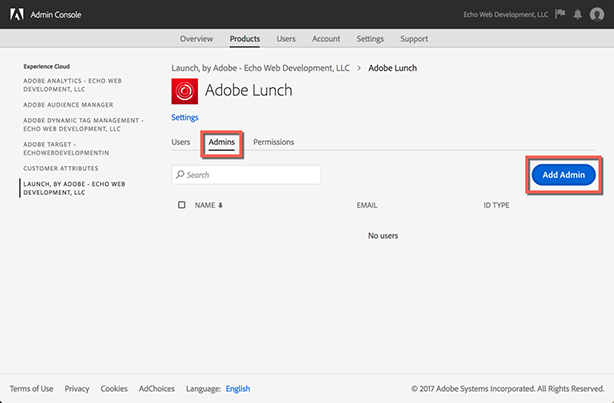 Admin Console
Echo Web Development, LLC
Overview Products Users Account Settings Support
Experience Cloud
ADOBE ANALYTICS - ECHO WEB
DEVELOPMENT, LLC
ADOBE AUDIENCE MANAGER
ADOBE DYNAMIC TAG MANAGEMENT -
ECHO WEB DEVELOPMENT, LLC
ADOBE TARGET -
ECHOWEBDEVELOPMENTIN
CUSTOMER ATTRIBUTES
LAUNCH, BY ADOBE - ECHO WEB
DEVELOPMENT, LLC
Launch, by Adobe - Echo Web Development, LLC > Adobe Lunch
Adobe Lunch
Settings
Users Admins Permissions
Search
Add Admin
NAME EMAIL ID TYPE
No users
Terms of Use Privacy Cookies AdChoices Language: English
© 2017 Adobe Systems Incorporated. All Rights Reserved.